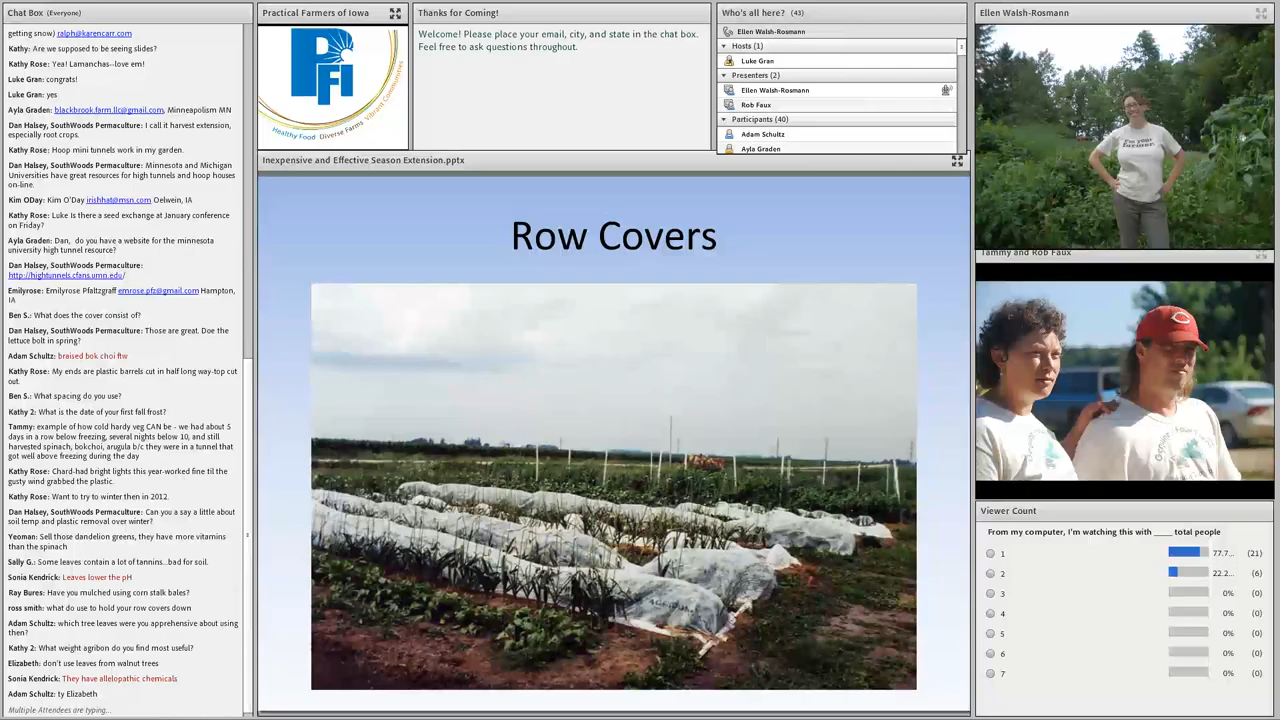 Chat Box (Everyone)
getting snow) ralph@karencarr.com
Kathy: Are we supposed to be seeing slides?
Kathy Rose: Yea! Lamanchas--love em!
Luke Gran: congrats!
Luke Gran: yes
Ayla Graden: blackbrook.farm.llc@gmail.com, Minneapolism MN
Dan Halsey, SouthWoods Permaculture: I call it harvest extension,
especially root crops.
Kathy Rose: Hoop mini tunnels work in my garden.
Dan Halsey, SouthWoods Permaculture: Minnesota and Michigan
Universities have great resources for high tunnels and hoop houses
on-line.
Kim ODay: Kim O'Day irishhat@msn.com Oelwein, IA
Kathy Rose: Luke Is there a seed exchange at January conference
on Friday?
Ayla Graden: Dan, do you have a website for the minnesota
university high tunnel resource?
Dan Halsey, SouthWoods Permaculture:
http://hightunnels.cfans.umn.edu/
Emilyrose: Emilyrose Pfaltzgraff emrose.pfz@gmail.com Hampton,
IA
Ben S.: What does the cover consist of?
Dan Halsey, SouthWoods Permaculture: Those are great. Doe the
lettuce bolt in spring?
Adam Schultz: braised bok choi ftw
Kathy Rose: My ends are plastic barrels cut in half long way-top cut
out.
Ben S.: What spacing do you use?
Kathy 2: What is the date of your first fall frost?
Tammy: example of how cold hardy veg CAN be - we had about 5
days in a row below freezing, several nights below 10, and still
harvested spinach, bokchoi, arugula b/c they were in a tunnel that
got well above freezing during the day
Kathy Rose: Chard-had bright lights this year-worked fine til the
gusty wind grabbed the plastic.
Kathy Rose: Want to try to winter then in 2012.
Dan Halsey, SouthWoods Permaculture: Can you a say a little about
soil temp and plastic removal over winter?
Yeoman: Sell those dandelion greens, they have more vitamins
than the spinach
Sally G.: Some leaves contain a lot of tannins...bad for soil.
Sonia Kendrick: Leaves lower the pH
Ray Bures: Have you mulched using corn stalk bales?
ross smith: what do use to hold your row covers down
Adam Schultz: which tree leaves were you apprehensive about using
then?
Kathy 2: What weight agribon do you find most useful?
Elizabeth: don't use leaves from walnut trees
Sonia Kendrick: They have allelopathic chemicals
Adam Schultz: ty Elizabeth
Multiple Attendees are typing...
Practical Farmers of Iowa
PFi
Healthy Food Diverse Farms Vibrant Communities
Thanks for Coming!
Welcome! Please place your email, city, and state in the chat box.
Feel free to ask questions throughout.
Who's all here? (43)
Ellen Walsh-Rosmann
Hosts (1)
Luke Gran
Presenters (2)
Ellen Walsh-Rosmann
Rob Faux
Participants (40)
Adam Schultz
Ayla Graden
Inexpensive and Effective Season Extension.pptx
Row Covers
Ellen Walsh-Rosmann
I'm your
farmer.
Tammy and Rob Faux
Viewer Count
From my computer, I'm watching this with ____ total people
1 77.7... (21)
2 22.2... (6)
3 0% (0)
4 0% (0)
5 0% (0)
6 0% (0)
7 0% (0)